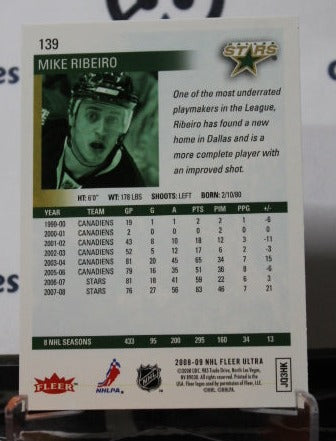 139
MIKE RIBEIRO
STARS
One of the most underrated
playmakers in the League,
Ribeiro has found a new
home in Dallas and is a
more complete player with
an improved shot.
HT: 6'0" WT: 178 LBS SHOOTS: LEFT BORN: 2/10/80
YEAR TEAM GP G A PTS PIM PPG +/-
1999-00 CANADIENS 19 1 1 2 2 1 -6
2000-01 CANADIENS 2 0 0 0 2 0 0
2001-02 CANADIENS 43 8 10 18 12 3 -11
2002-03 CANADIENS 52 5 12 17 6 2 -3
2003-04 CANADIENS 81 20 45 65 34 7 15
2005-06 CANADIENS 79 16 35 51 36 8 -6
2006-07 STARS 81 18 41 59 22 6 3
2007-08 STARS 76 27 56 83 46 7 21
8 NHL SEASONS 433 95 200 295 160 34 13
2008-09 NHL FLEER ULTRA
FLEER
NHLPA
NHL
JQ3HK